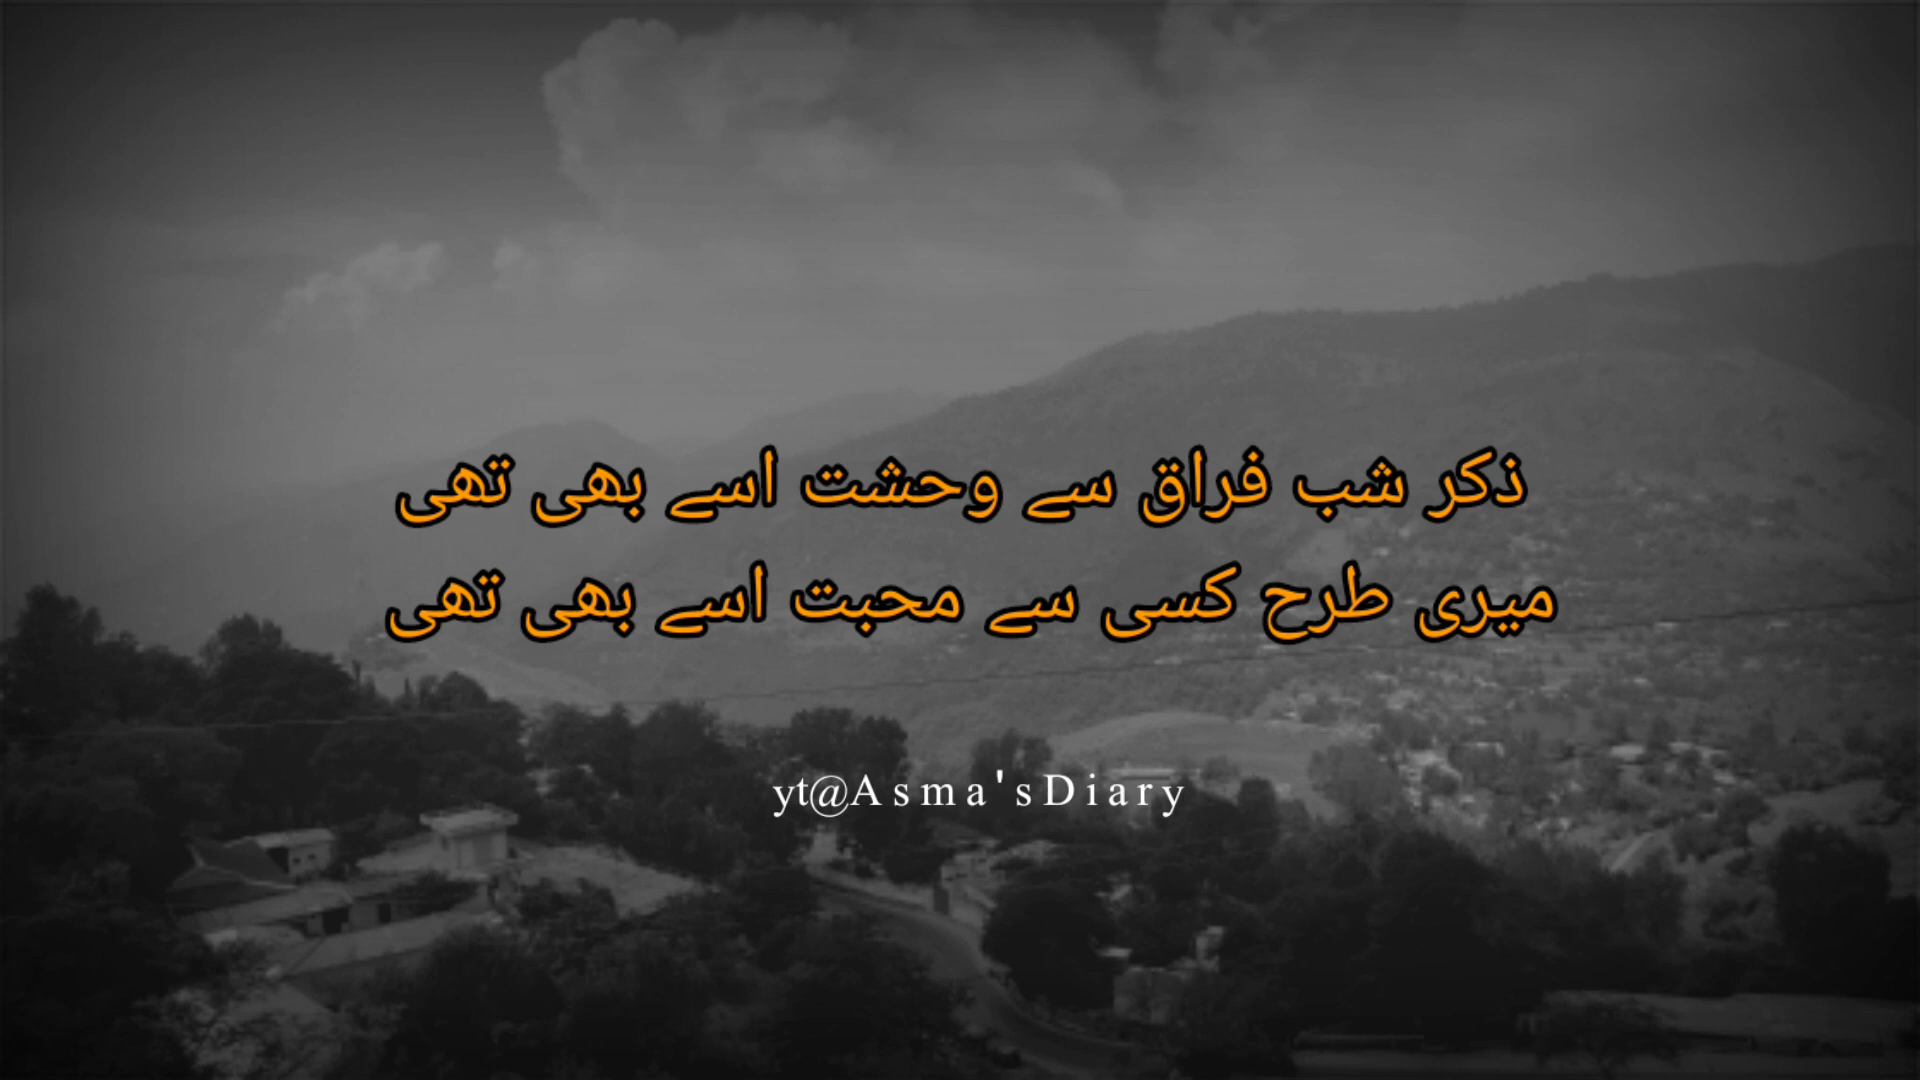 ذکر شب فراق سے وحشت اسے بھی تھی
میری طرح کسی سے محبت اسے بھی تھی
yt@Asma'sDiary